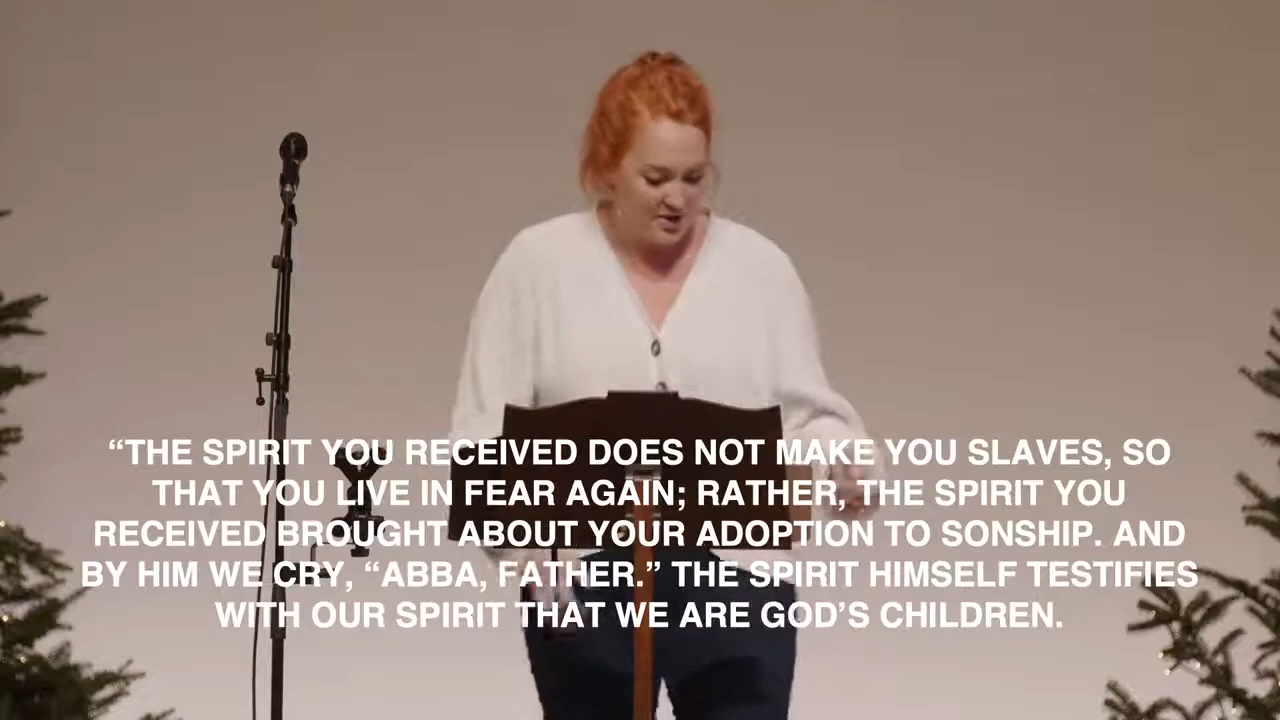 “THE SPIRIT YOU RECEIVED DOES NOT MAKE YOU SLAVES, SO
THAT YOU LIVE IN FEAR AGAIN; RATHER, THE SPIRIT YOU
RECEIVED BROUGHT ABOUT YOUR ADOPTION TO SONSHIP. AND
BY HIM WE CRY, “ABBA, FATHER.” THE SPIRIT HIMSELF TESTIFIES
WITH OUR SPIRIT THAT WE ARE GOD’S CHILDREN.